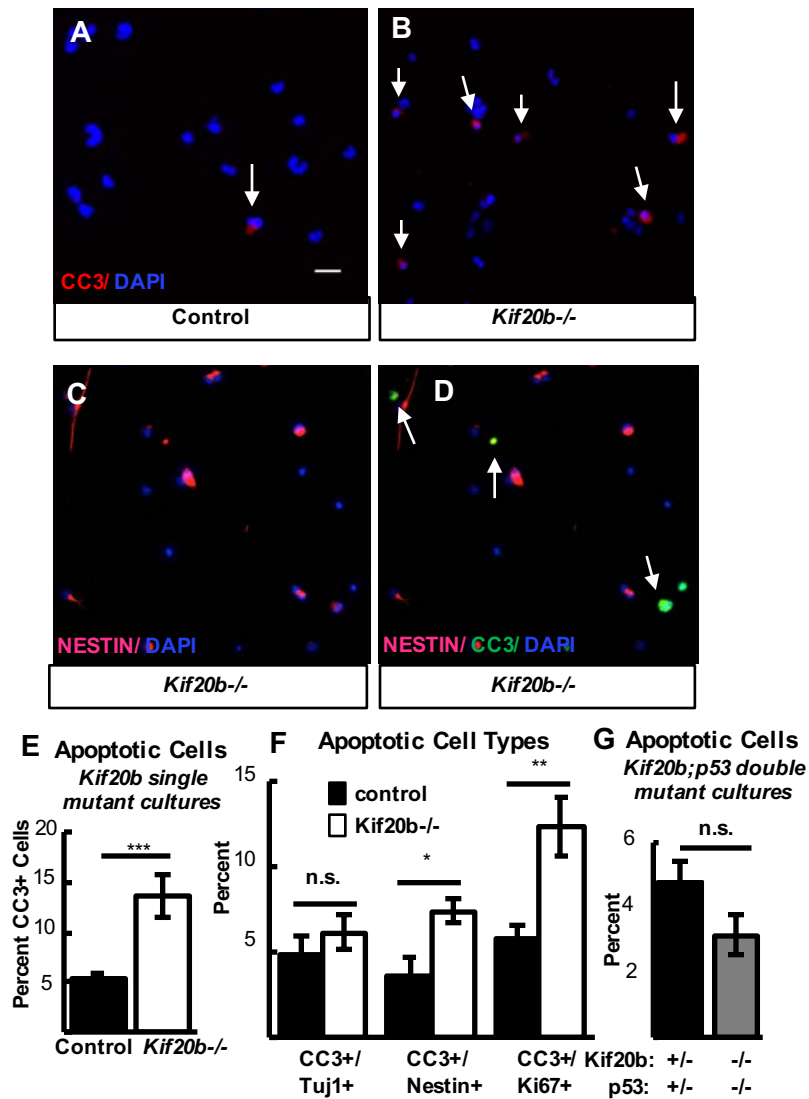 A
B
CC3/ DAPI
Control
Kif20b-/-
C
D
NESTIN/ DAPI
NESTIN/ CC3/ DAPI
Kif20b-/-
Kif20b-/-
E Apoptotic Cells
Kif20b single
mutant cultures
Percent CC3+ Cells
20
15
10
5
***
Control Kif20b-/-
F Apoptotic Cell Types
Percent
15
10
5
control
Kif20b-/-
n.s.
*
**
CC3+/ CC3+/ CC3+/
Tuj1+ Nestin+ Ki67+
G Apoptotic Cells
Kif20b;p53 double
mutant cultures
Percent
6
4
2
n.s.
Kif20b: +/- -/-
p53: +/- -/-